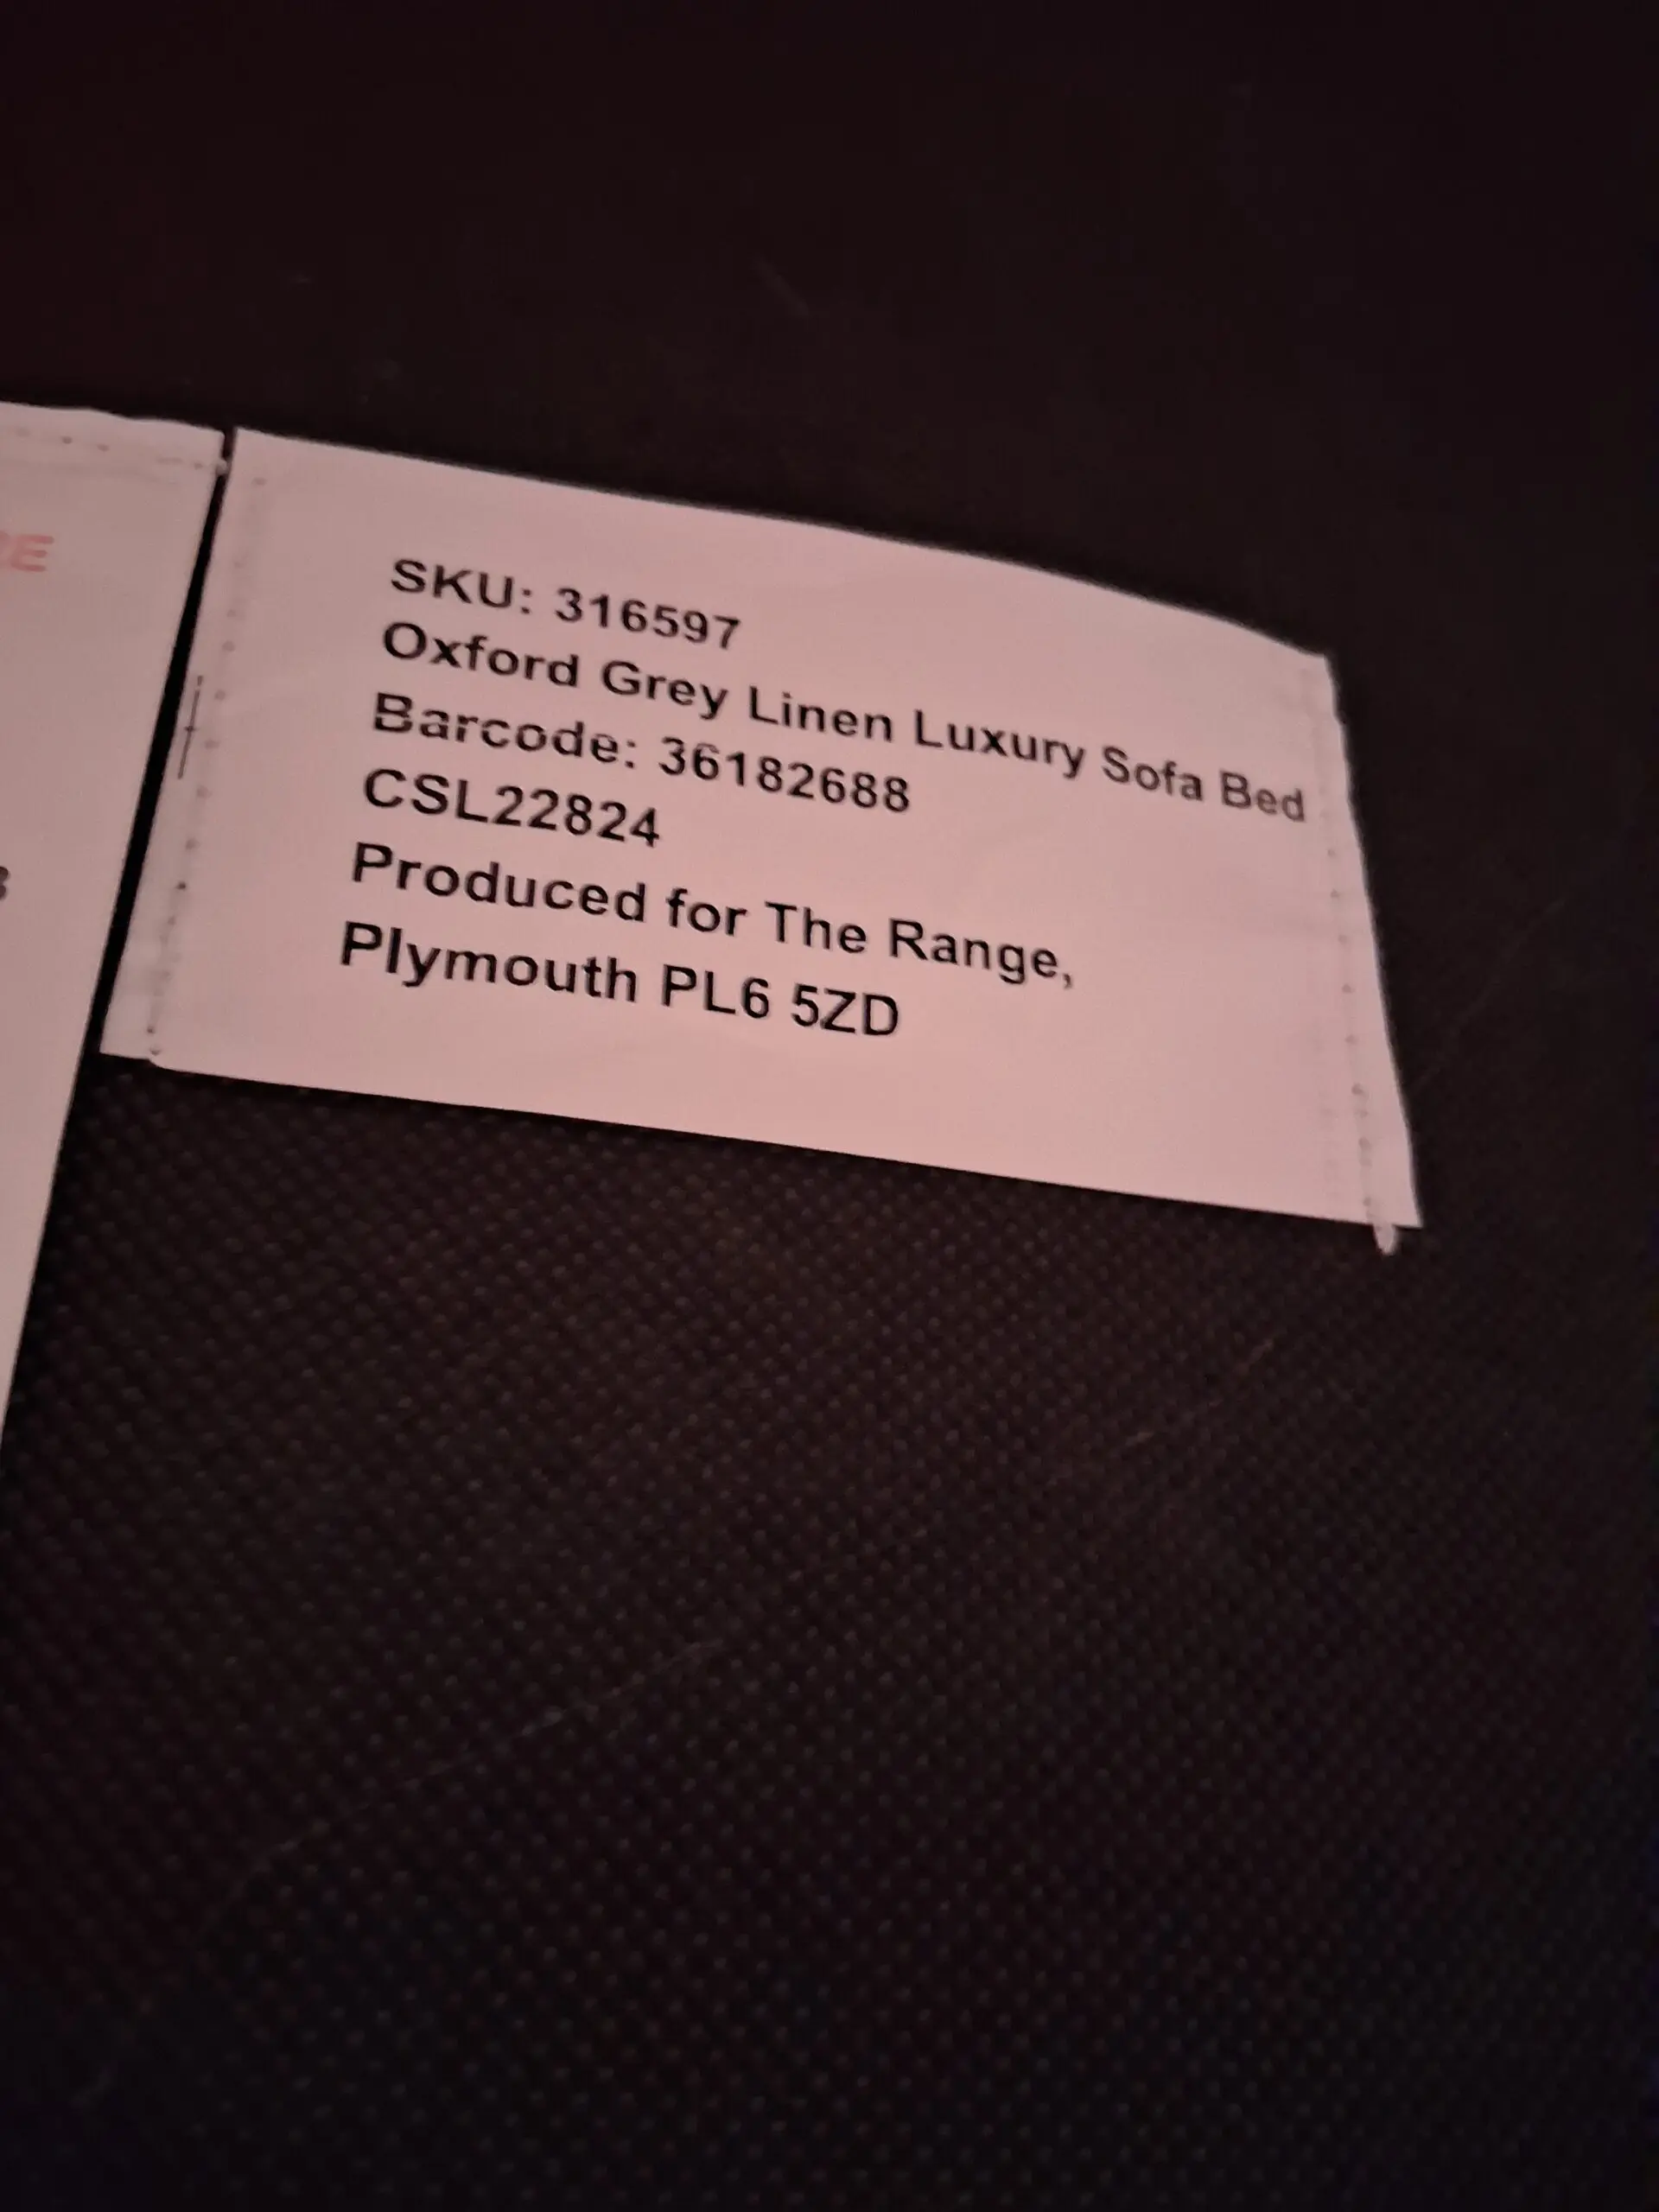 SKU: 316597
Oxford Grey Linen Luxury Sofa Bed
Barcode: 36182688
CSL22824
Produced for The Range,
Plymouth PL6 5ZD